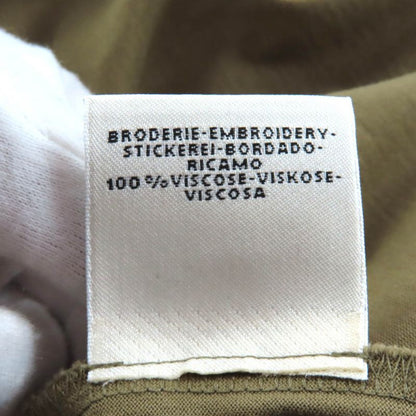 BRODERIE-EMBROIDERY-
STICKEREI-BORDADO-
RICAMO
100%VISCOSE-VISKOSE-
VISCOSA